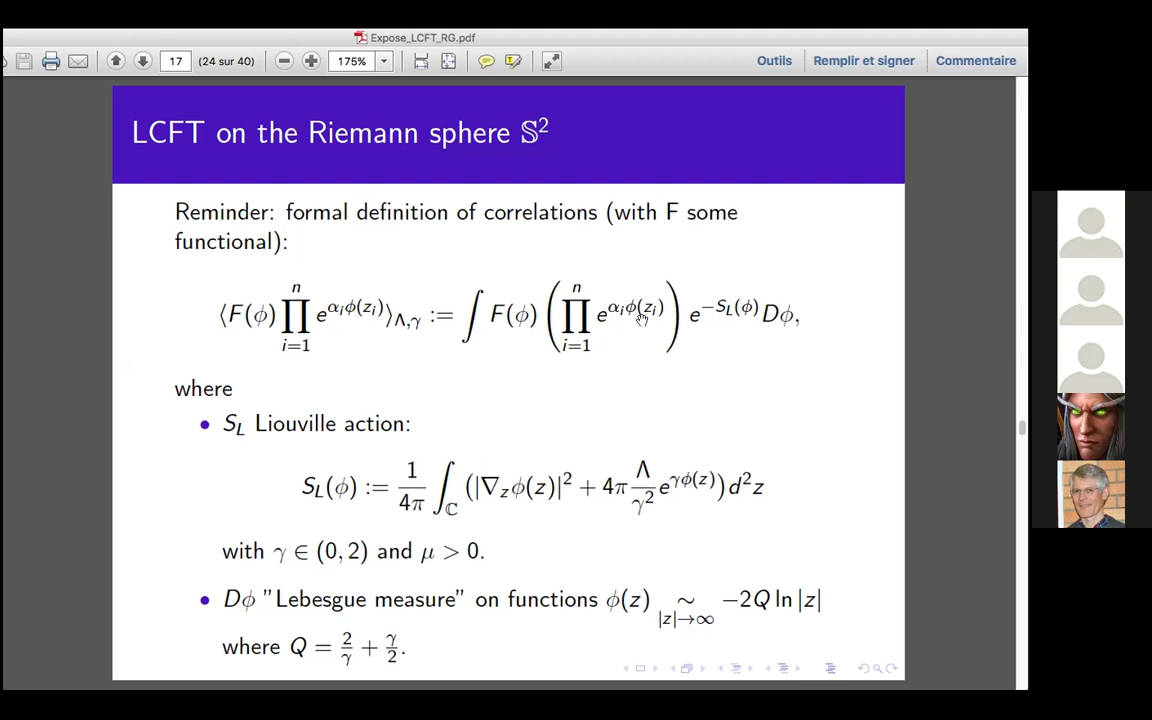 Expose_LCFT_RG.pdf
17 (24 sur 40) 175% Outils Remplir et signer Commentaire
LCFT on the Riemann sphere 𝕊²
Reminder: formal definition of correlations (with F some
functional):
⟨F(ϕ) ∏_{i=1}^{n} e^{α_i ϕ(z_i)}⟩_{Λ,γ} := ∫ F(ϕ) (∏_{i=1}^{n} e^{α_i ϕ(z_i)}) e^{-S_L(ϕ)} Dϕ,
where
• S_L Liouville action:
S_L(ϕ) := 1/4π ∫_ℂ (|∇_z ϕ(z)|² + 4π Λ/γ² e^{γϕ(z)}) d²z
with γ ∈ (0, 2) and μ > 0.
• Dϕ "Lebesgue measure" on functions ϕ(z) ∼_{|z|→∞} −2Q ln |z|
where Q = 2/γ + γ/2.